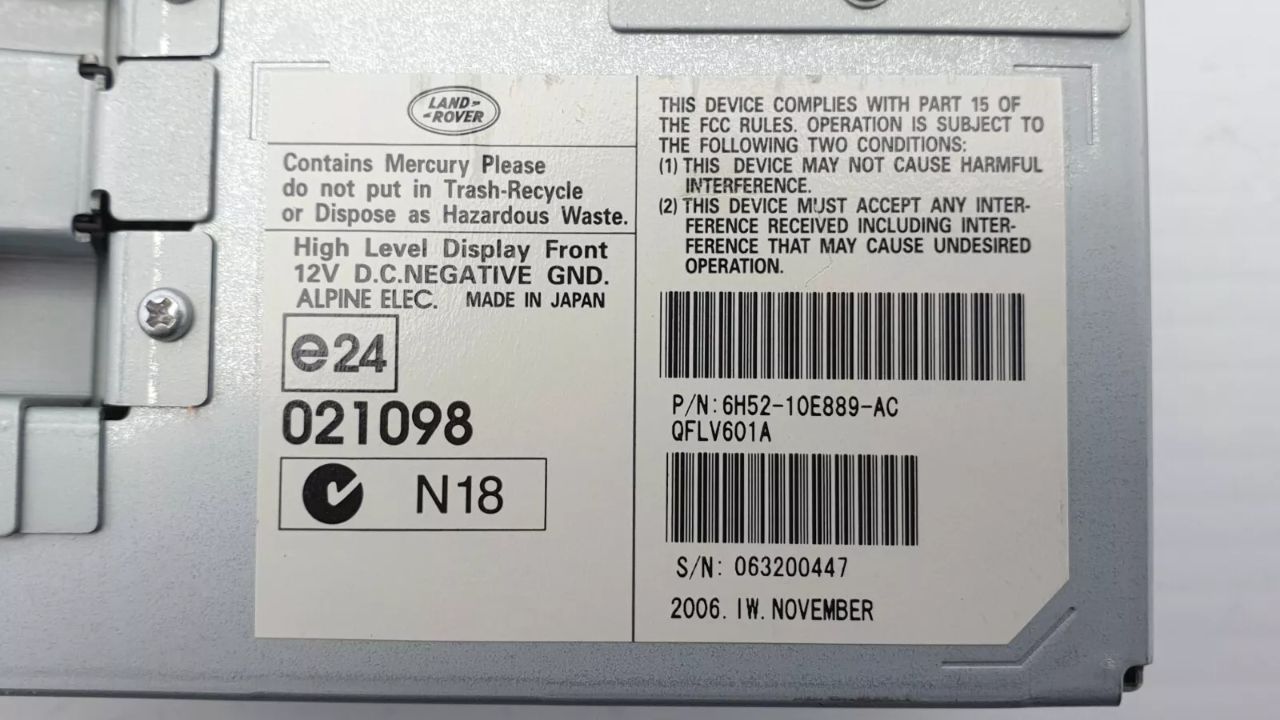 LAND-
-ROVER
Contains Mercury Please
do not put in Trash-Recycle
or Dispose as Hazardous Waste.
High Level Display Front
12V D.C.NEGATIVE GND.
ALPINE ELEC. MADE IN JAPAN
e24
021098
N18
THIS DEVICE COMPLIES WITH PART 15 OF
THE FCC RULES. OPERATION IS SUBJECT TO
THE FOLLOWING TWO CONDITIONS:
(1) THIS DEVICE MAY NOT CAUSE HARMFUL
INTERFERENCE.
(2) THIS DEVICE MUST ACCEPT ANY INTER-
FERENCE RECEIVED INCLUDING INTER-
FERENCE THAT MAY CAUSE UNDESIRED
OPERATION.
P/N:6H52-10E889-AC
QFLV601A
S/N: 063200447
2006. IW. NOVEMBER